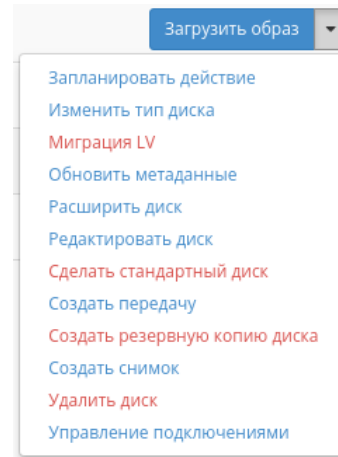 Загрузить образ
Запланировать действие
Изменить тип диска
Миграция LV
Обновить метаданные
Расширить диск
Редактировать диск
Сделать стандартный диск
Создать передачу
Создать резервную копию диска
Создать снимок
Удалить диск
Управление подключениями